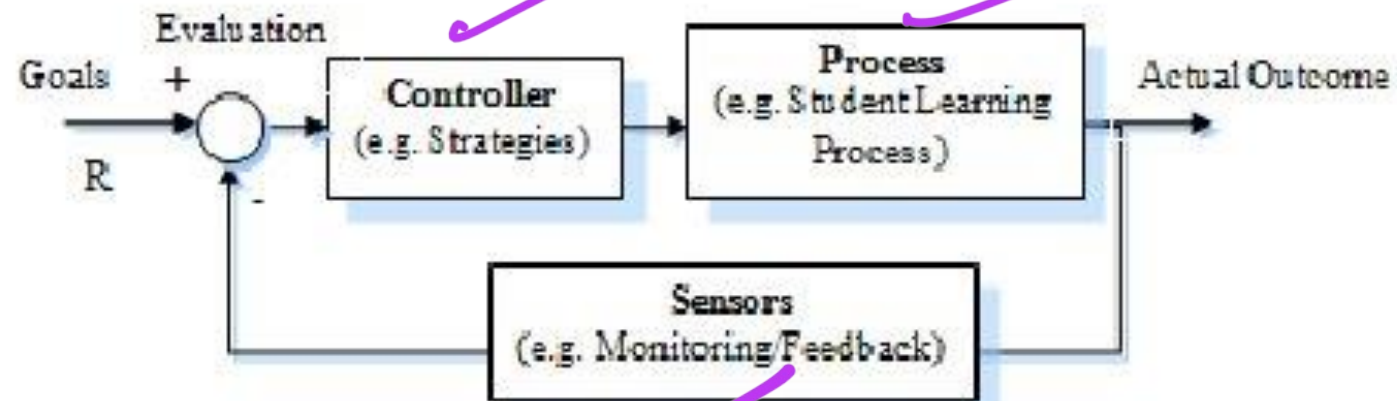 Evaluation
Goals
+
R
-
Controller
(e.g. Strategies)
Process
(e.g. Student Learning
Process)
Actual Outcome
Sensors
(e.g. Monitoring/Feedback)